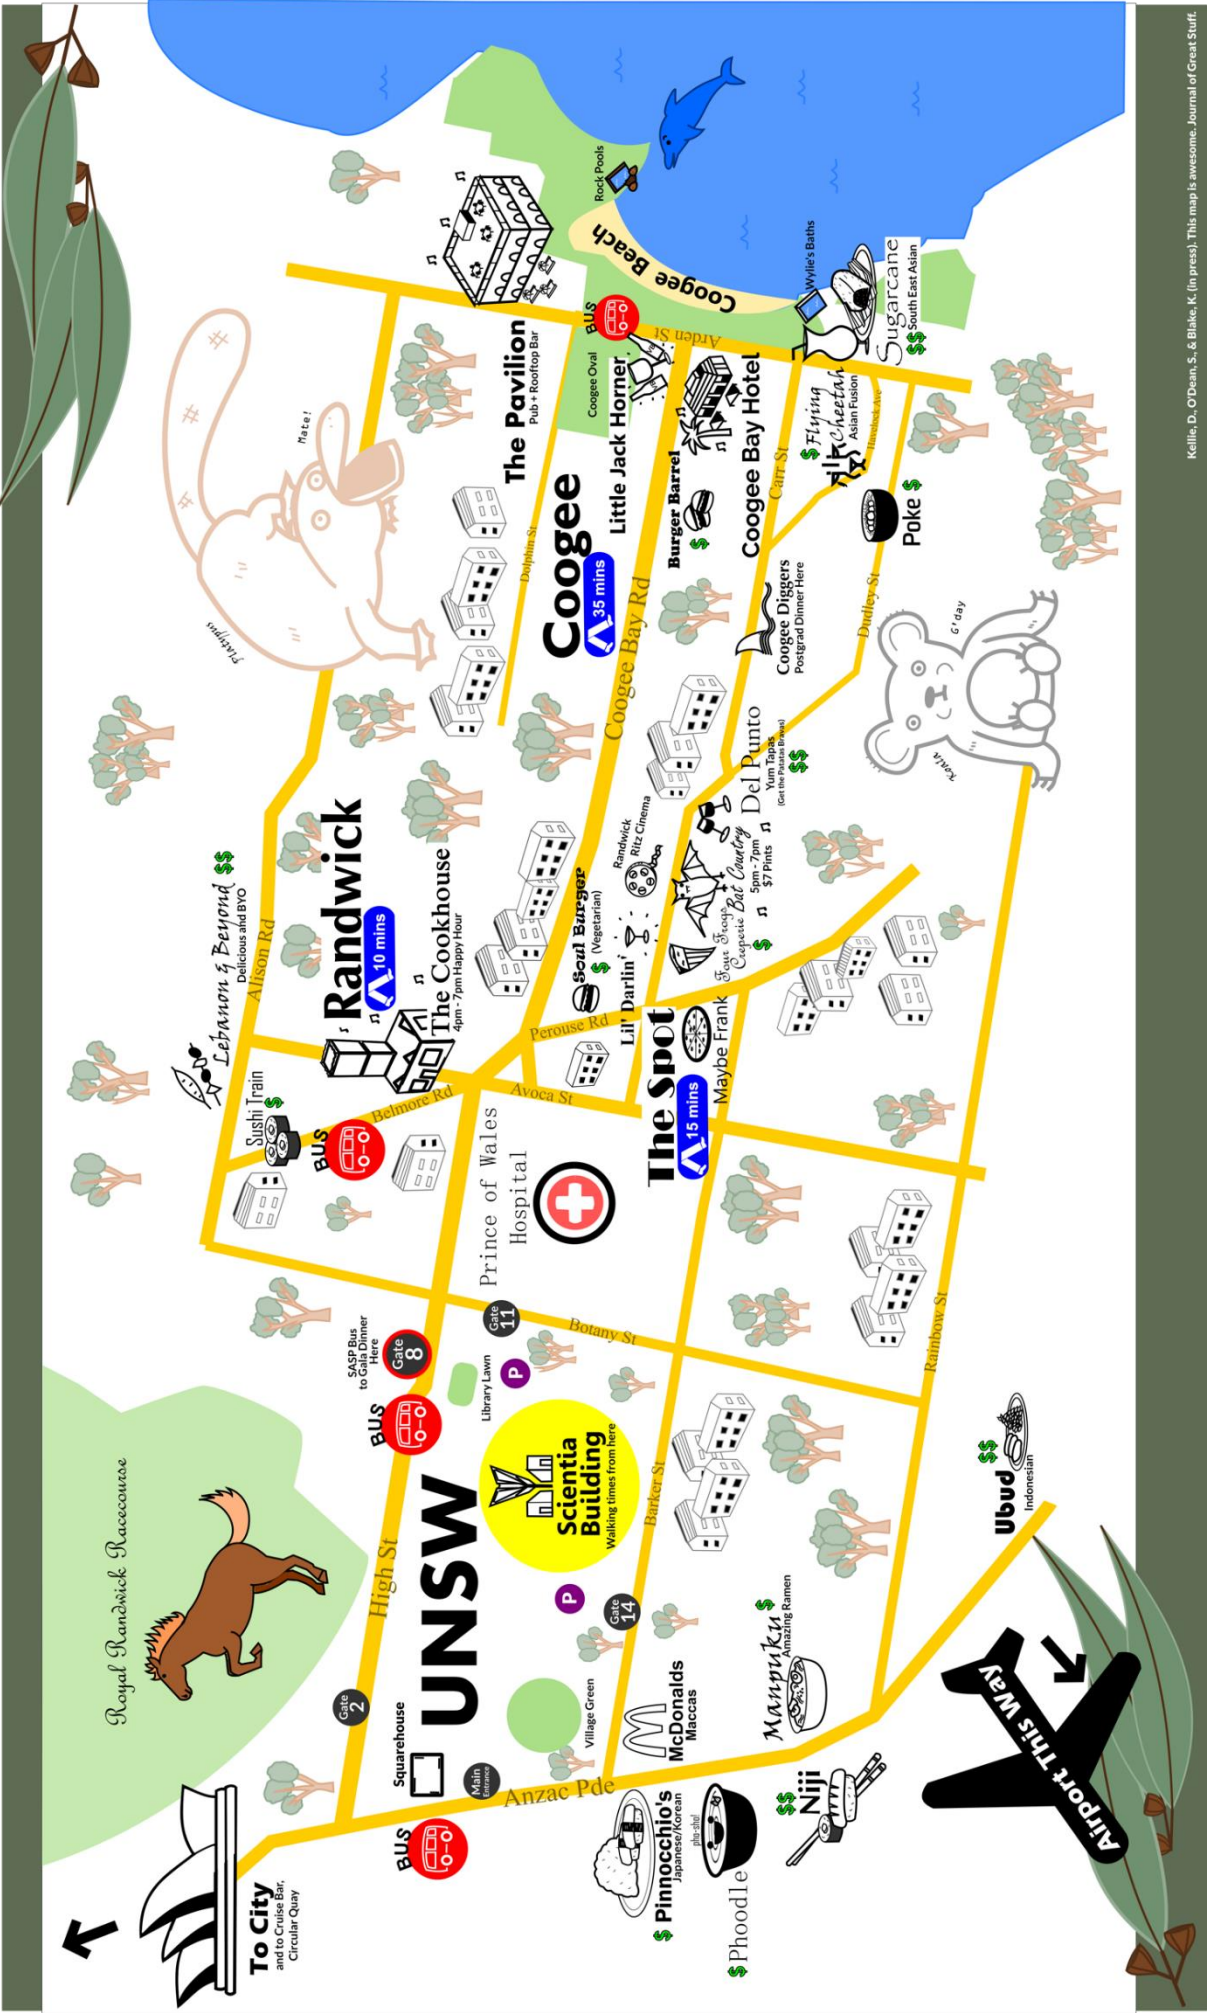 Royal Randwick Racecourse
To City
and to Cruise Bar,
Circular Quay
BUS
Squarehouse
Main
Entrance
Gate
2
High St
UNSW
Village Green
Anzac Pde
P
Gate
14
Scientia
Building
Walking times from here
BUS
SASP Bus
to Gala Dinner
Here
Gate
8
Library Lawn
P
Gate
11
Botany St
Barker St
McDonalds
Maccas
$ Pinnocchio's
Japanese/Korean
pho-sho!
$ Phoodle
$$
Niji
Manpuku $
Amazing Ramen
Airport This Way
Ubud $$
Indonesian
Rainbow St
Prince of Wales
Hospital
BUS
Sushi Train
$
Belmore Rd
Lebanon & Beyond $$
Delicious and BYO
Alison Rd
Randwick
10 mins
The Cookhouse
4pm - 7pm Happy Hour
Avoca St
Perouse Rd
The Spot
15 mins
Maybe Frank
Lil' Darlin'
Soul Burger
$ (Vegetarian)
Randwick
Ritz Cinema
Four Frogs
Creperie
$
Bat Country
5pm - 7pm
$7 Pints
Del Punto
Yum Tapas
(Get the Patatas Bravas)
$$
Platypus
Mate!
Coogee
35 mins
Coogee Bay Rd
Dolphin St
The Pavilion
Pub + Rooftop Bar
Coogee Oval
BUS
Little Jack Horner
Burger Barrel
$
Coogee Bay Hotel
Arden St
Coogee Beach
Rock Pools
Wylie's Baths
Carr St
Coogee Diggers
Postgrad Dinner Here
$ Flying
Cheetah
Asian Fusion
Havelock Ave
Sugarcane
$$ South East Asian
Poke $
Dudley St
Koala
G'day
Kellie, D., O'Dean, S., & Blake, K. (in press). This map is awesome. Journal of Great Stuff.